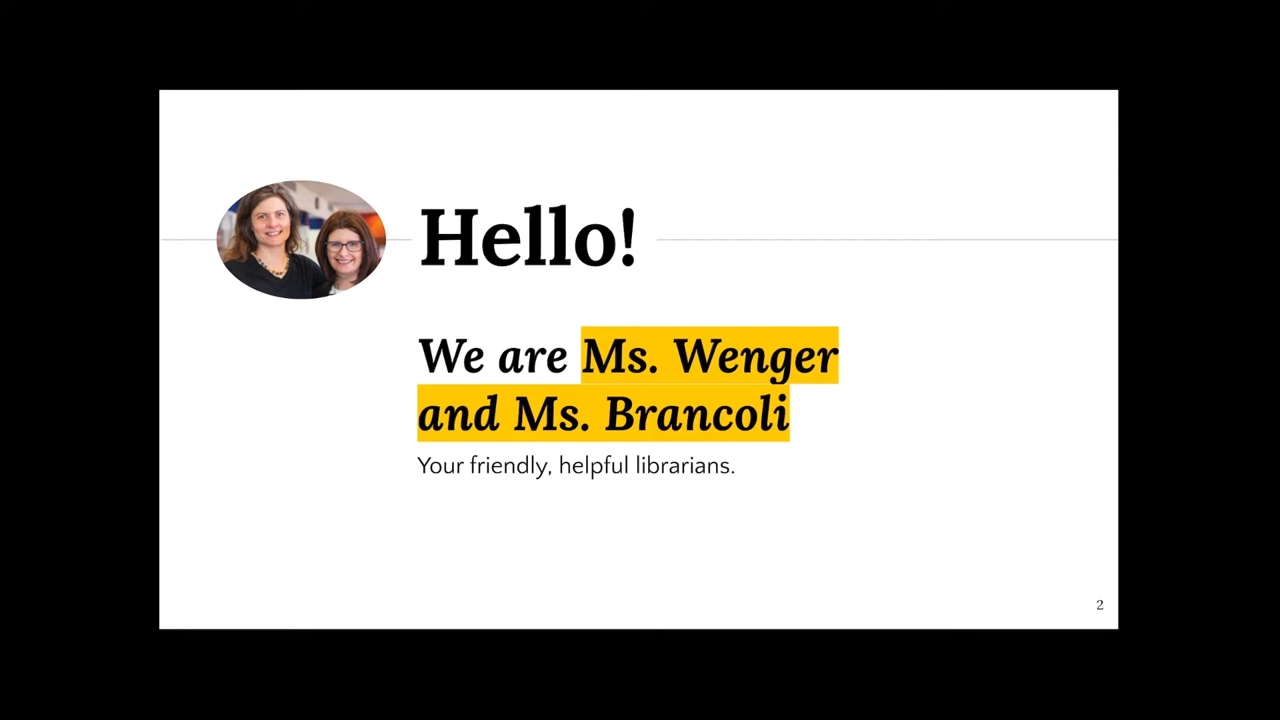 Hello!
We are Ms. Wenger
and Ms. Brancoli
Your friendly, helpful librarians.
2